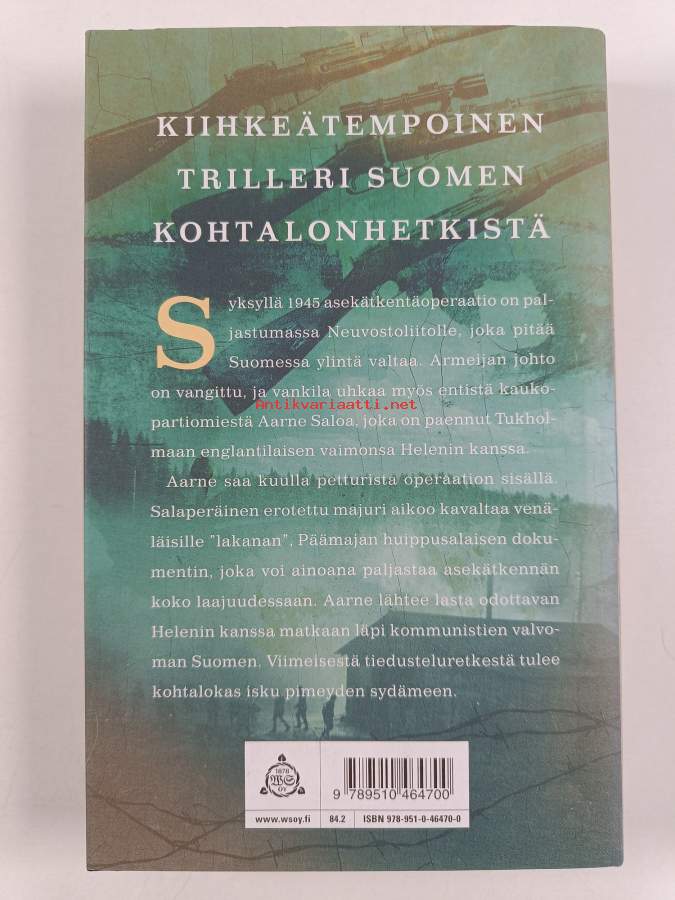 KIIHKEÄTEMPOINEN
TRILLERI SUOMEN
KOHTALONHETKISTÄ
Syksyllä 1945 asekätkentäoperaatio on pal-
jastumassa Neuvostoliitolle, joka pitää
Suomessa ylintä valtaa. Armeijan johto
on vangittu, ja vankila uhkaa myös entistä kauko-
Antikvariaatti.net
partiomiestä Aarne Saloa, joka on paennut Tukhol-
maan englantilaisen vaimonsa Helenin kanssa.
Aarne saa kuulla petturista operaation sisällä.
Salaperäinen erotettu majuri aikoo kavaltaa venä-
läisille "lakanan", Päämajan huippusalaisen doku-
mentin, joka voi ainoana paljastaa asekätkennän
koko laajuudessaan. Aarne lähtee lasta odottavan
Helenin kanssa matkaan läpi kommunistien valvo-
man Suomen. Viimeisestä tiedusteluretkestä tulee
kohtalokas isku pimeyden sydämeen.
1878
WS
OY
9 789510 464700
www.wsoy.fi
84.2
ISBN 978-951-0-46470-0